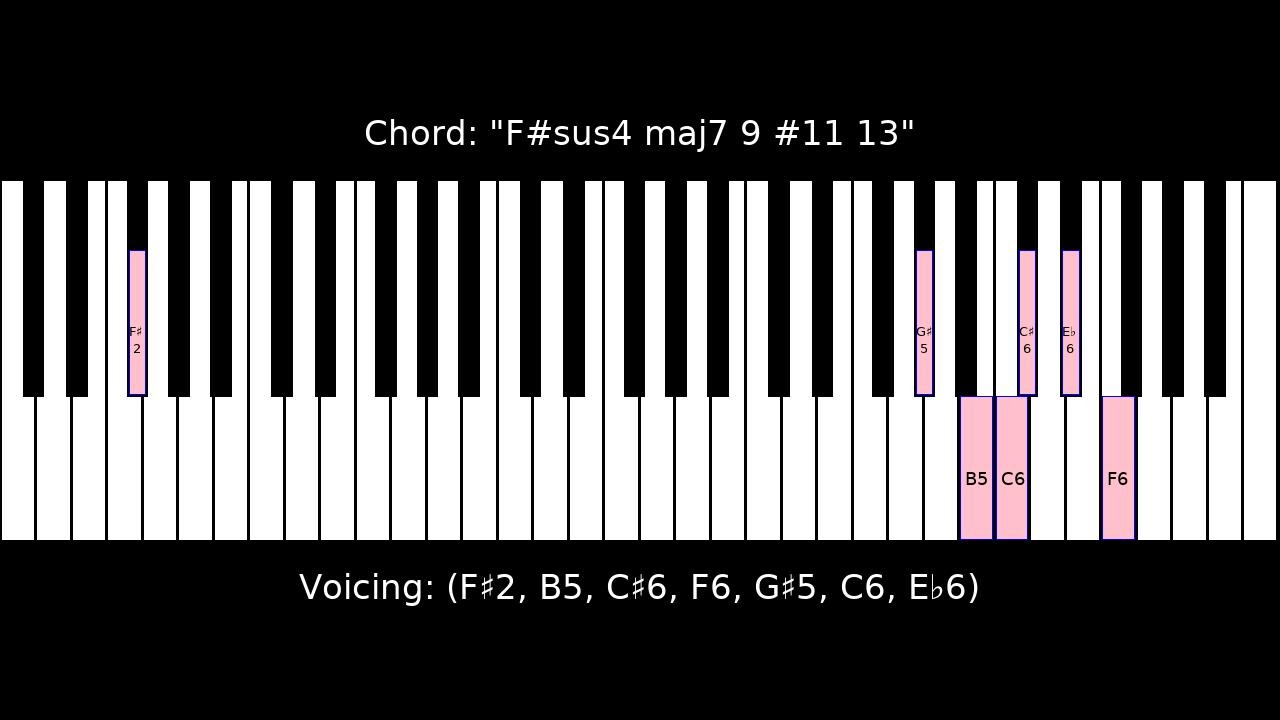 Chord: "F#sus4 maj7 9 #11 13"
F♯
2
G♯
5
C♯
6
E♭
6
B5
C6
F6
Voicing: (F♯2, B5, C♯6, F6, G♯5, C6, E♭6)